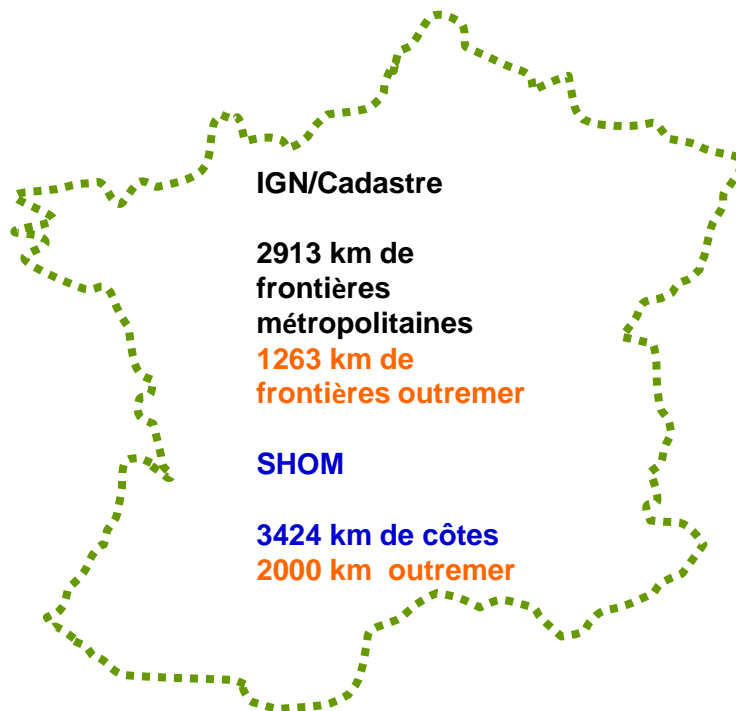 IGN/Cadastre
2913 km de
frontières
métropolitaines
1263 km de
frontières outremer
SHOM
3424 km de côtes
2000 km  outremer